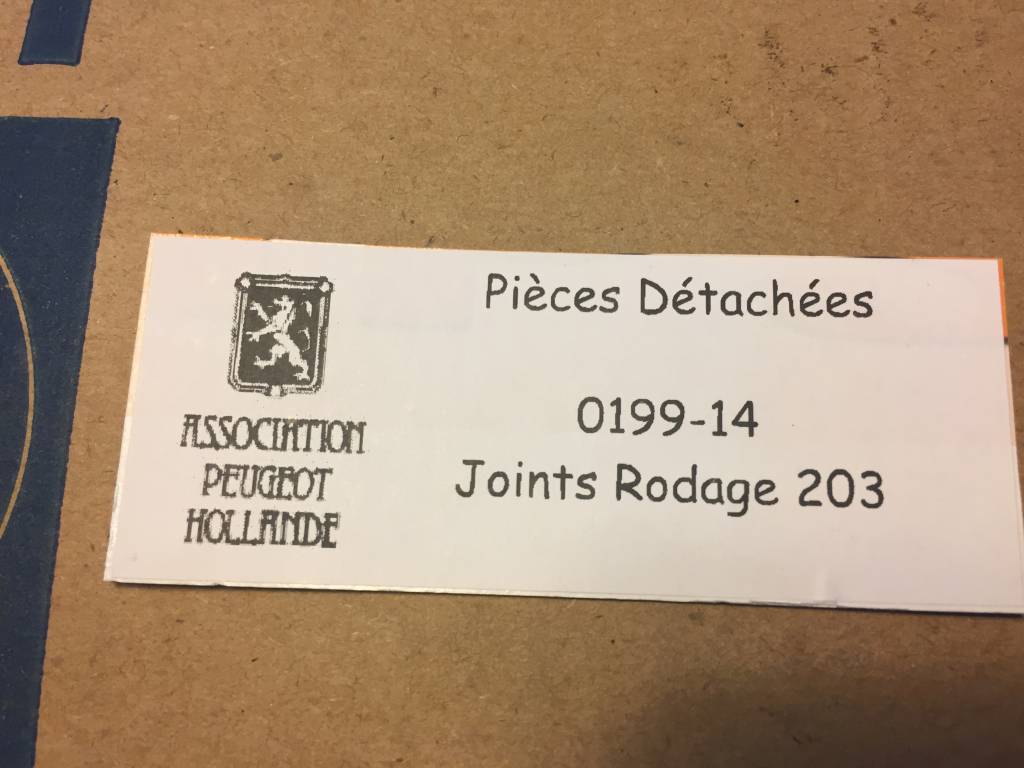 ASSOCIATION
PEUGEOT
HOLLANDE
Pièces Détachées
0199-14
Joints Rodage 203